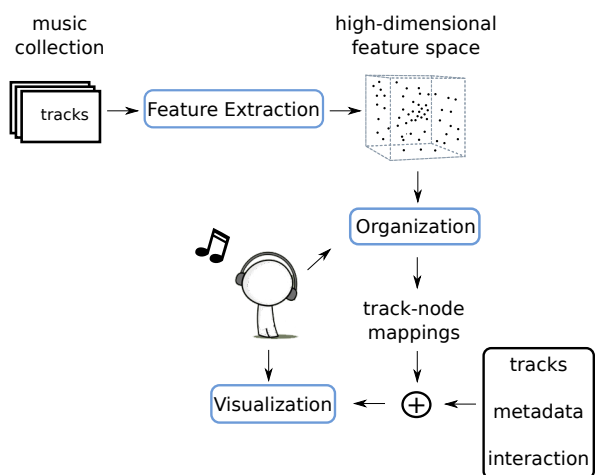 music
collection
high-dimensional
feature space
tracks
Feature Extraction
Organization
track-node
mappings
tracks
metadata
interaction
Visualization